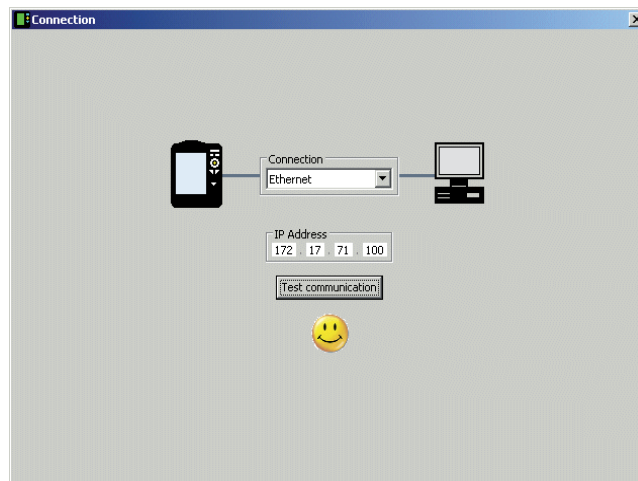 Connection
Connection
Ethernet
IP Address
172 . 17 . 71 . 100
Test communication